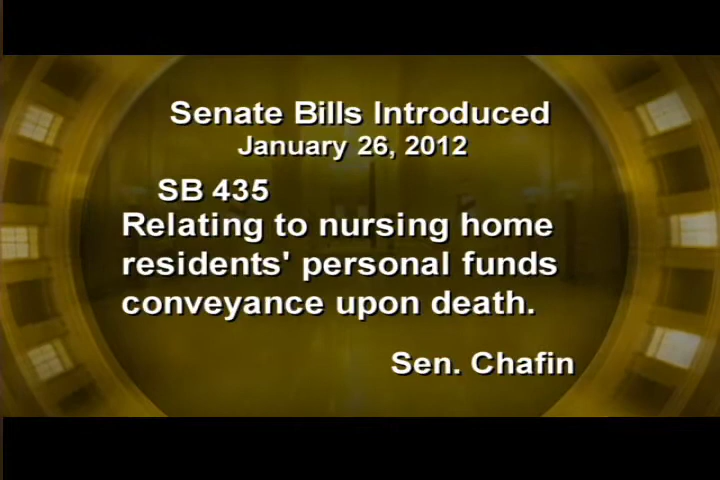 Senate Bills Introduced
January 26, 2012
SB 435
Relating to nursing home
residents' personal funds
conveyance upon death.
Sen. Chafin